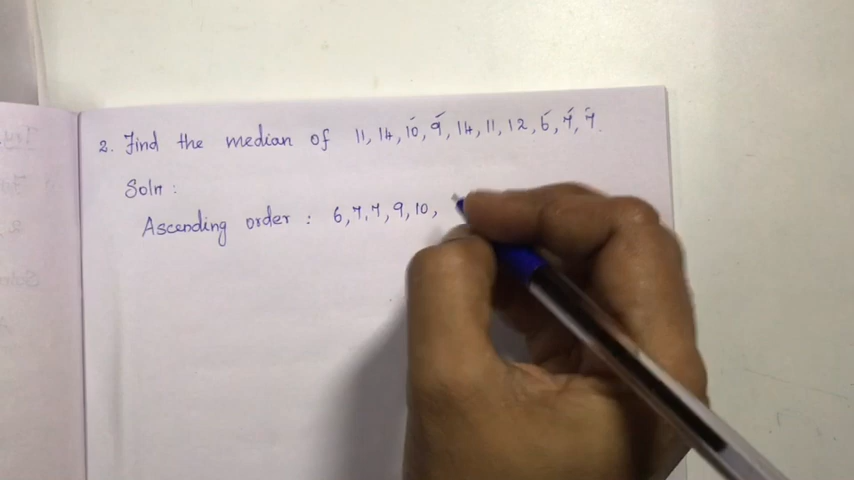 2. Find the median of 11, 14, 10, 9, 14, 11, 12, 6, 7, 7.
Soln :
Ascending order : 6, 7, 7, 9, 10,